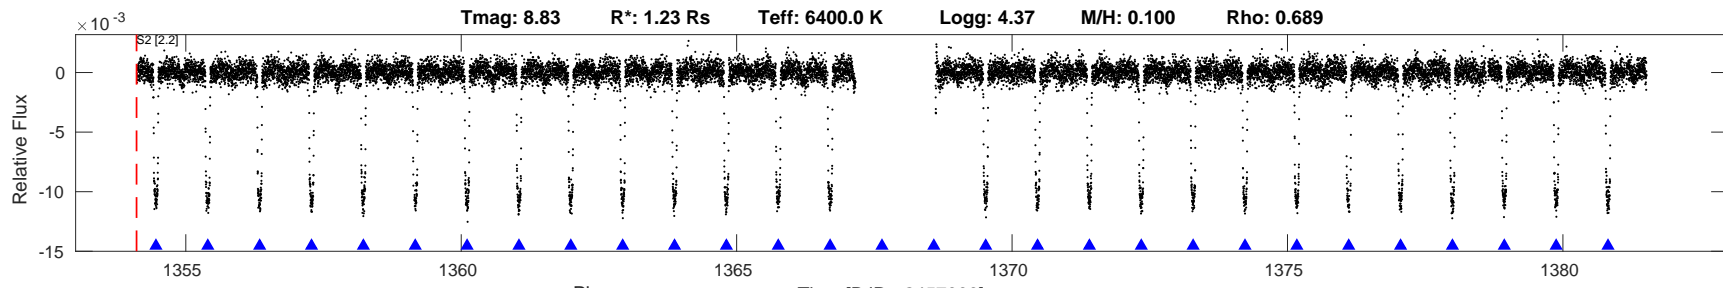 Tmag: 8.83 R*: 1.23 Rs Teff: 6400.0 K Logg: 4.37 M/H: 0.100 Rho: 0.689
×10⁻³
S2 [2.2]
0
-5
-10
-15
Relative Flux
1355 1360 1365 1370 1375 1380